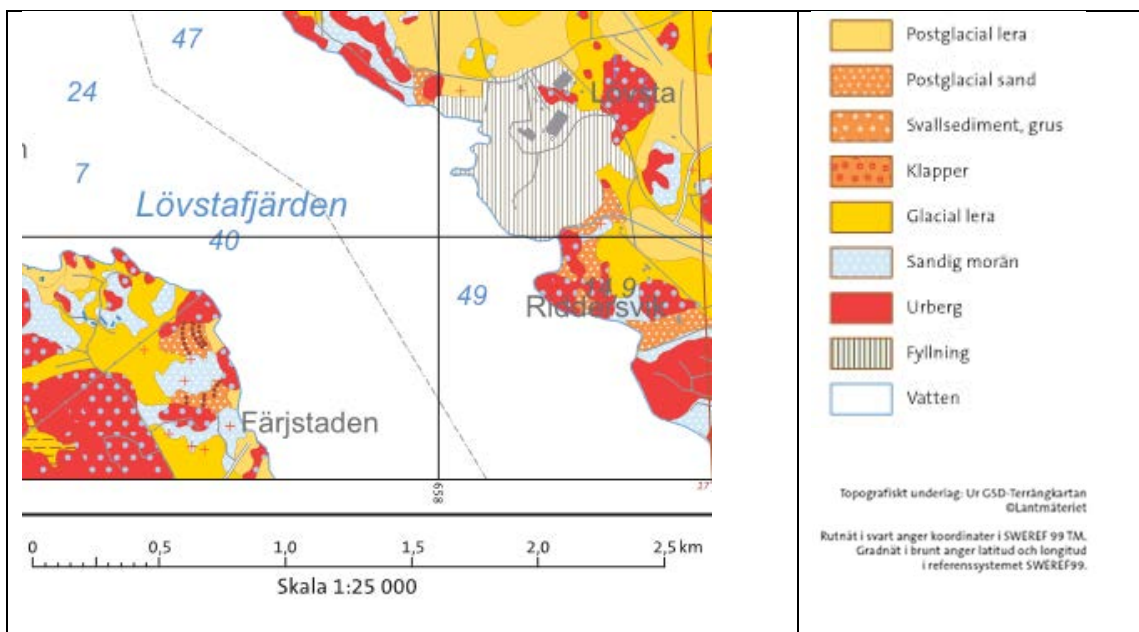 47
24
7
Lövstafjärden
40
49
Lövsta
Riddersvik
Färjstaden
658
0 0,5 1,0 1,5 2,0 2,5 km
Skala 1:25 000
Postglacial lera
Postglacial sand
Svallsediment, grus
Klapper
Glacial lera
Sandig morän
Urberg
Fyllning
Vatten
Topografiskt underlag: Ur GSD-Terrängkartan
©Lantmäteriet
Rutnät i svart anger koordinater i SWEREF 99 TM.
Gradnät i brunt anger latitud och longitud
i referenssystemet SWEREF99.